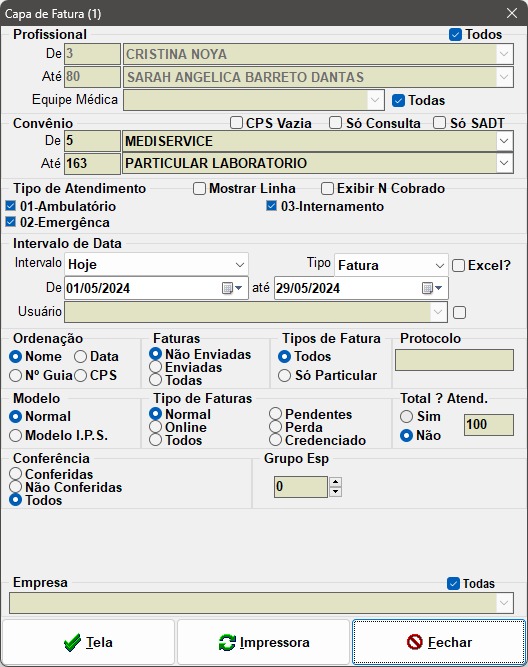 Capa de Fatura (1)
Profissional Todos
De 3 CRISTINA NOYA
Até 80 SARAH ANGELICA BARRETO DANTAS
Equipe Médica Todas
Convênio CPS Vazia Só Consulta Só SADT
De 5 MEDISERVICE
Até 163 PARTICULAR LABORATORIO
Tipo de Atendimento Mostrar Linha Exibir N Cobrado
01-Ambulatório 03-Internamento
02-Emergênca
Intervalo de Data
Intervalo Hoje Tipo Fatura Excel?
De 01/05/2024 até 29/05/2024
Usuário
Ordenação Faturas Tipos de Fatura Protocolo
Nome Data Não Enviadas Todos
Enviadas
Nº Guia CPS Todas Só Particular
Modelo Tipo de Faturas Total ? Atend.
Normal Normal Pendentes Sim 100
Online Perda
Modelo I.P.S. Todos Credenciado Não
Conferência Grupo Esp
Conferidas
Não Conferidas 0
Todos
Empresa Todas
Tela Impressora Fechar